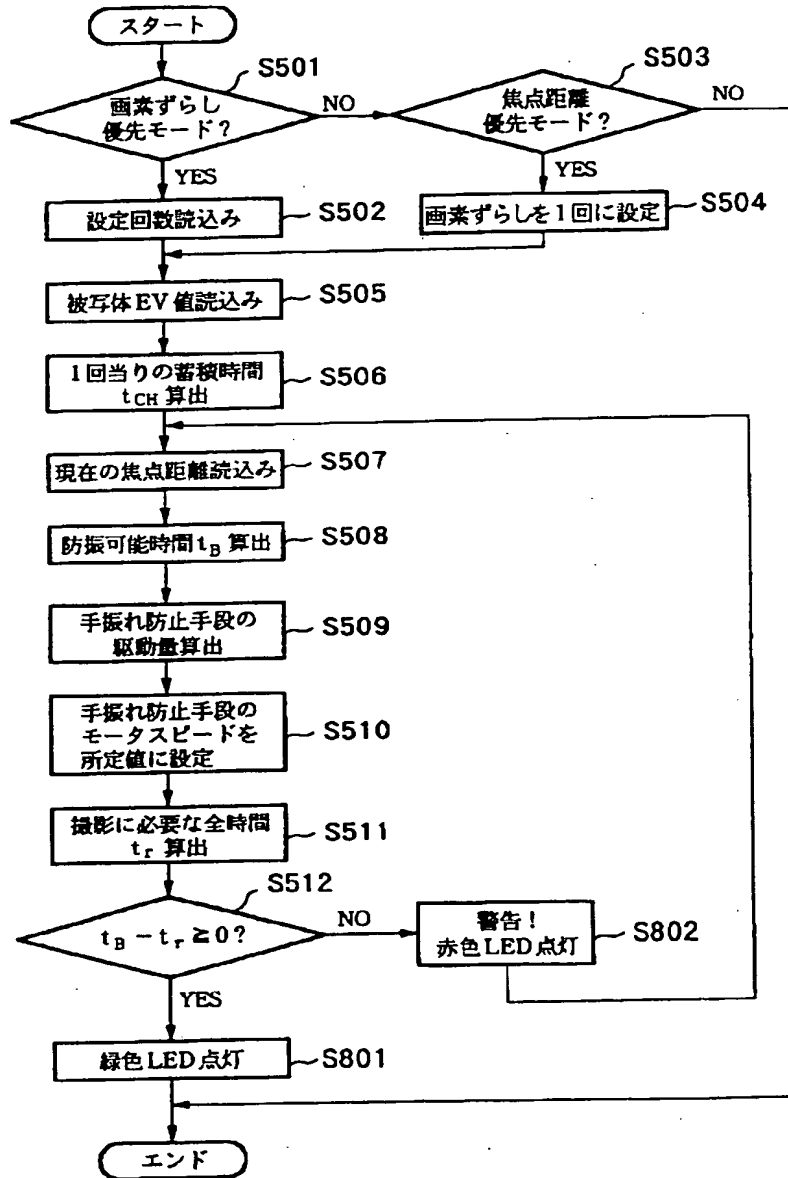 スタート
S501
画素ずらし
優先モード?
NO
YES
S503
焦点距離
優先モード?
NO
YES
設定回数読込み
S502
画素ずらしを1回に設定
S504
被写体EV値読込み
S505
1回当りの蓄積時間
tCH 算出
S506
現在の焦点距離読込み
S507
防振可能時間tB 算出
S508
手振れ防止手段の
駆動量算出
S509
手振れ防止手段の
モータスピードを
所定値に設定
S510
撮影に必要な全時間
tr 算出
S511
S512
tB − tr ≧ 0?
NO
YES
警告!
赤色LED点灯
S802
緑色LED点灯
S801
エンド